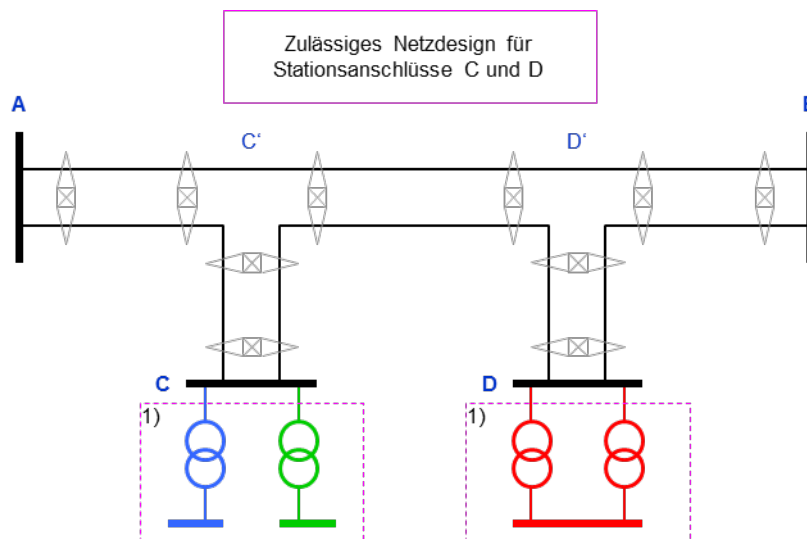 Zulässiges Netzdesign für
Stationsanschlüsse C und D
A
B
C‘
D‘
C
D
1)
1)